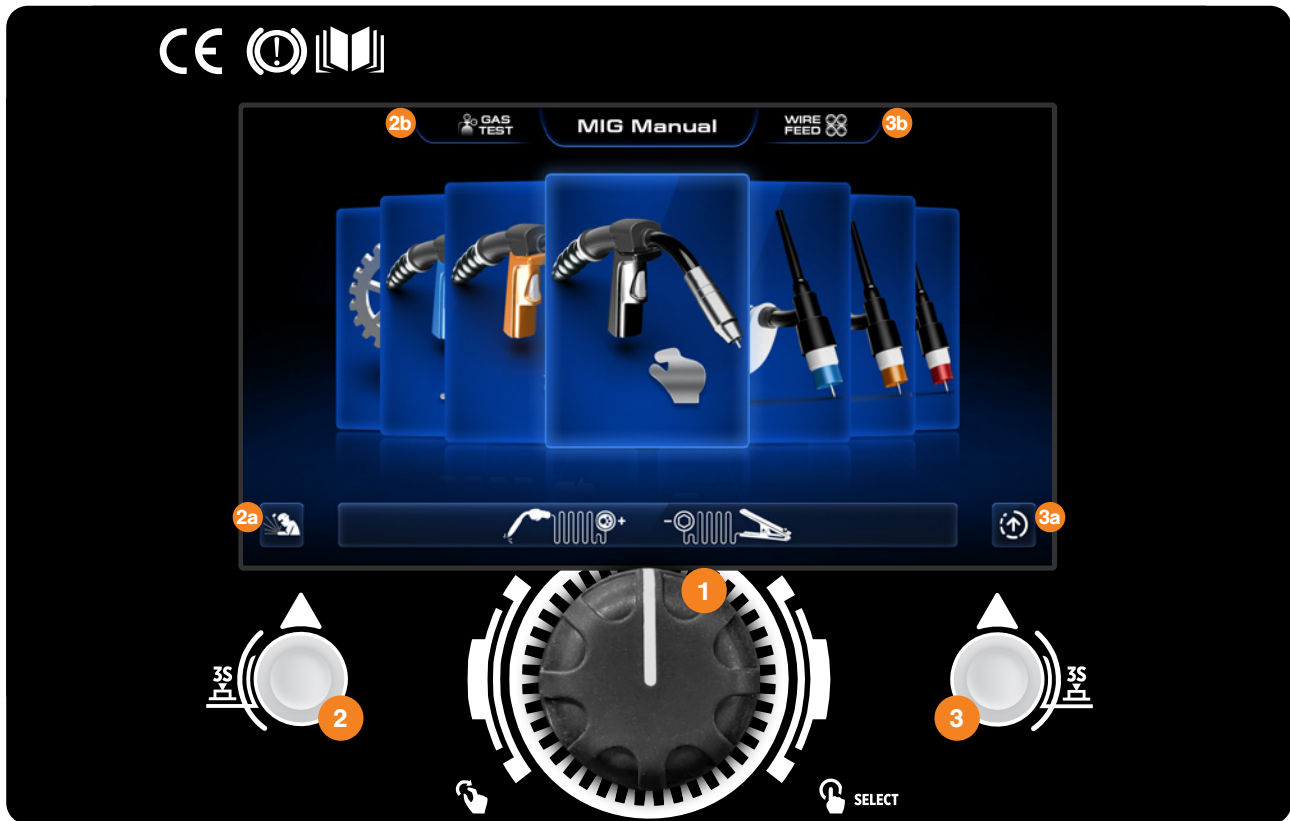 CE
2b
GAS
TEST
MIG Manual
WIRE
FEED
3b
2a
+
-
3a
1
3S
2
3
3S
SELECT